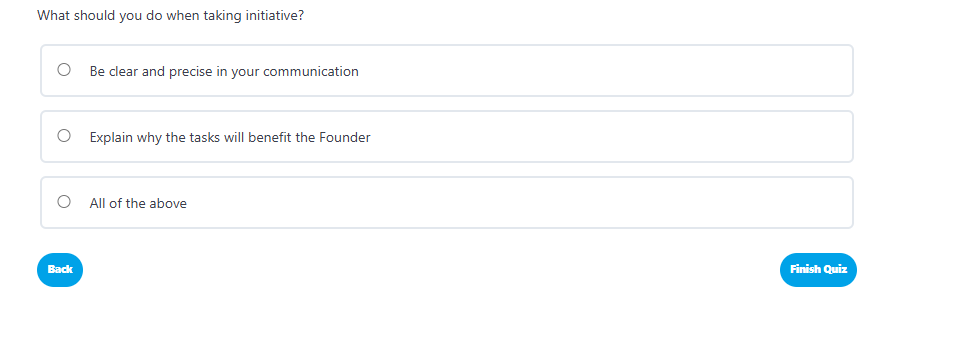 What should you do when taking initiative?
Be clear and precise in your communication
Explain why the tasks will benefit the Founder
All of the above
Back
Finish Quiz